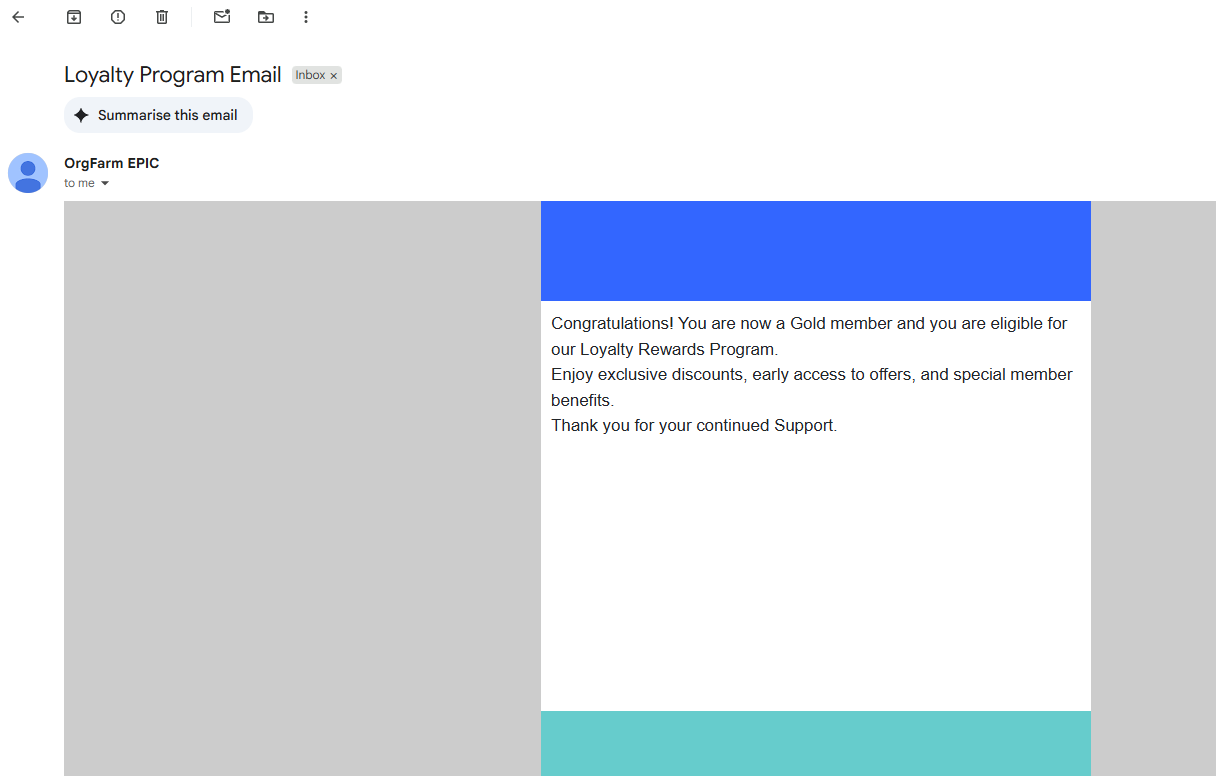 Loyalty Program Email Inbox ×
Summarise this email
OrgFarm EPIC
to me
Congratulations! You are now a Gold member and you are eligible for
our Loyalty Rewards Program.
Enjoy exclusive discounts, early access to offers, and special member
benefits.
Thank you for your continued Support.